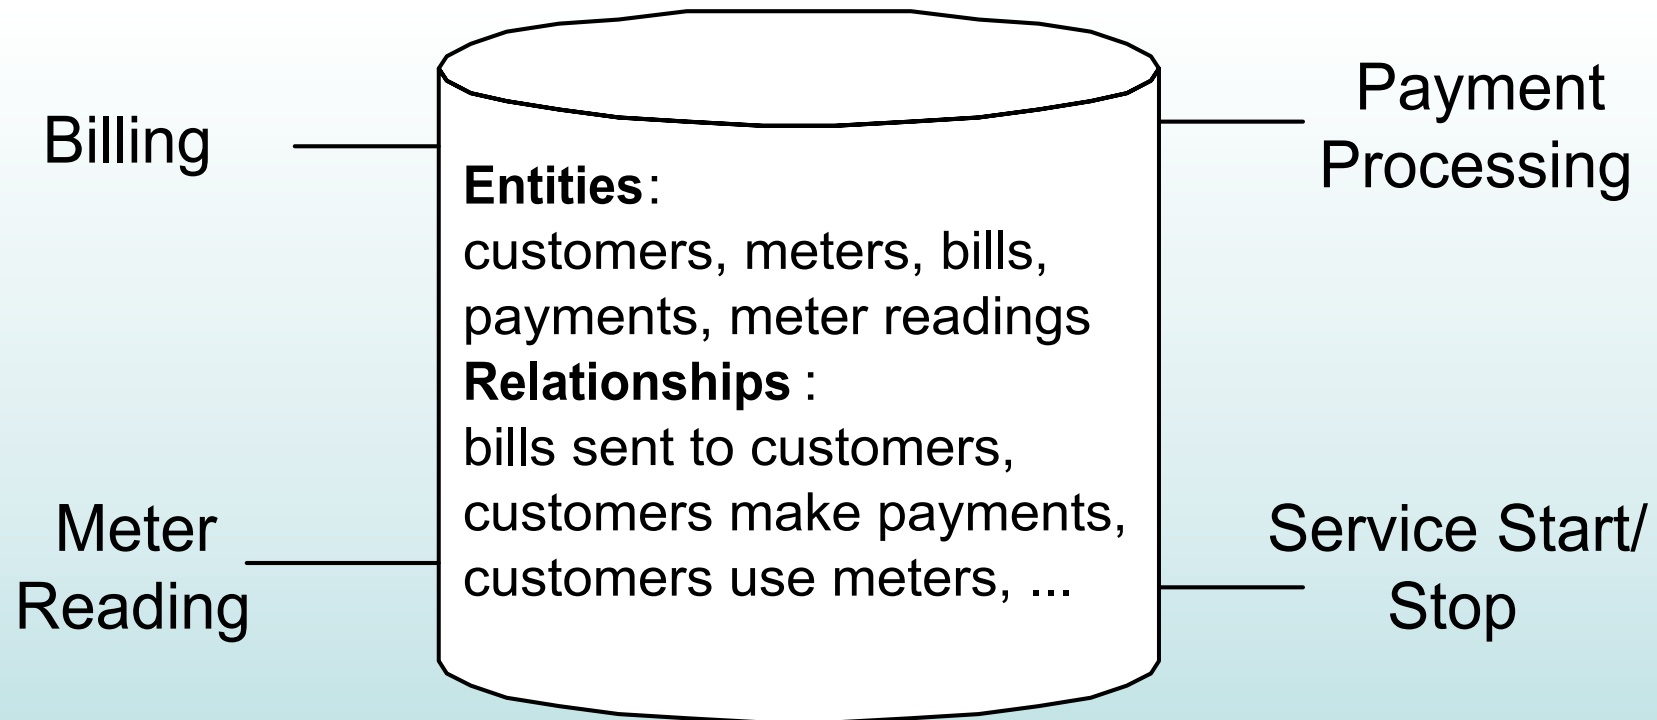 Billing
Meter
Reading
Entities:
customers, meters, bills,
payments, meter readings
Relationships :
bills sent to customers,
customers make payments,
customers use meters, ...
Payment
Processing
Service Start/
Stop